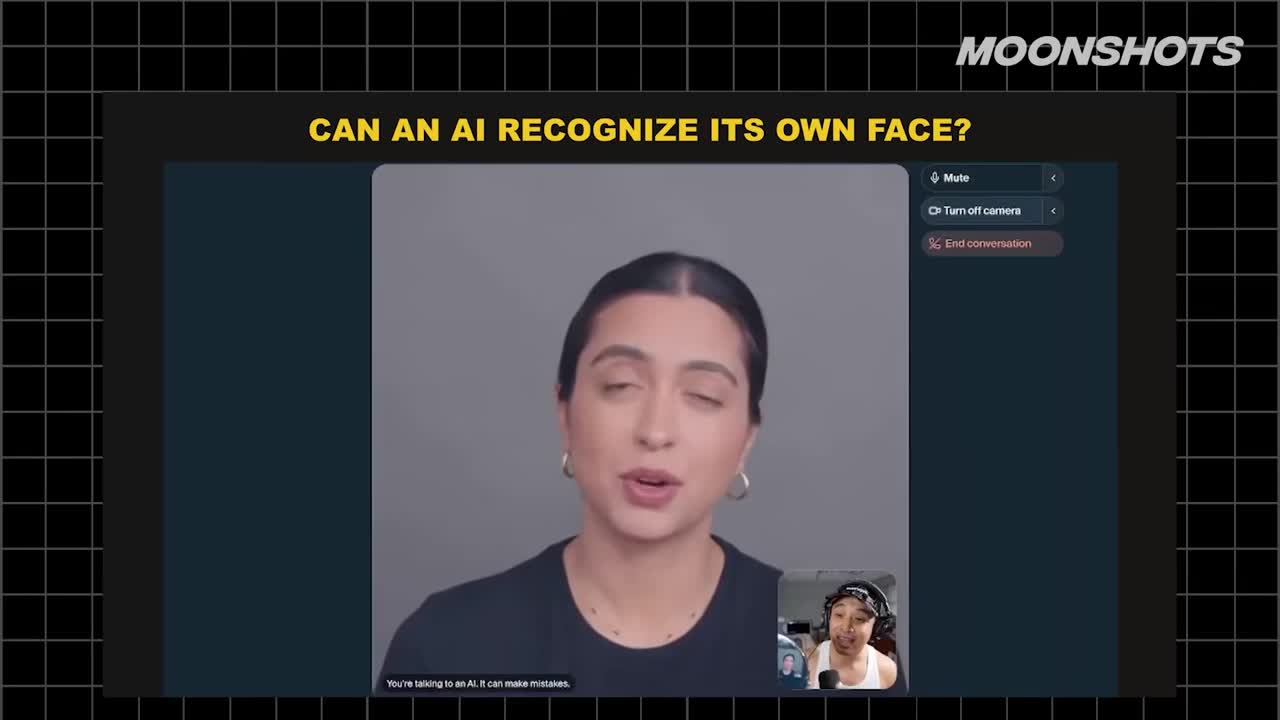 MOONSHOTS
CAN AN AI RECOGNIZE ITS OWN FACE?
Mute
Turn off camera
End conversation
You're talking to an AI. It can make mistakes.